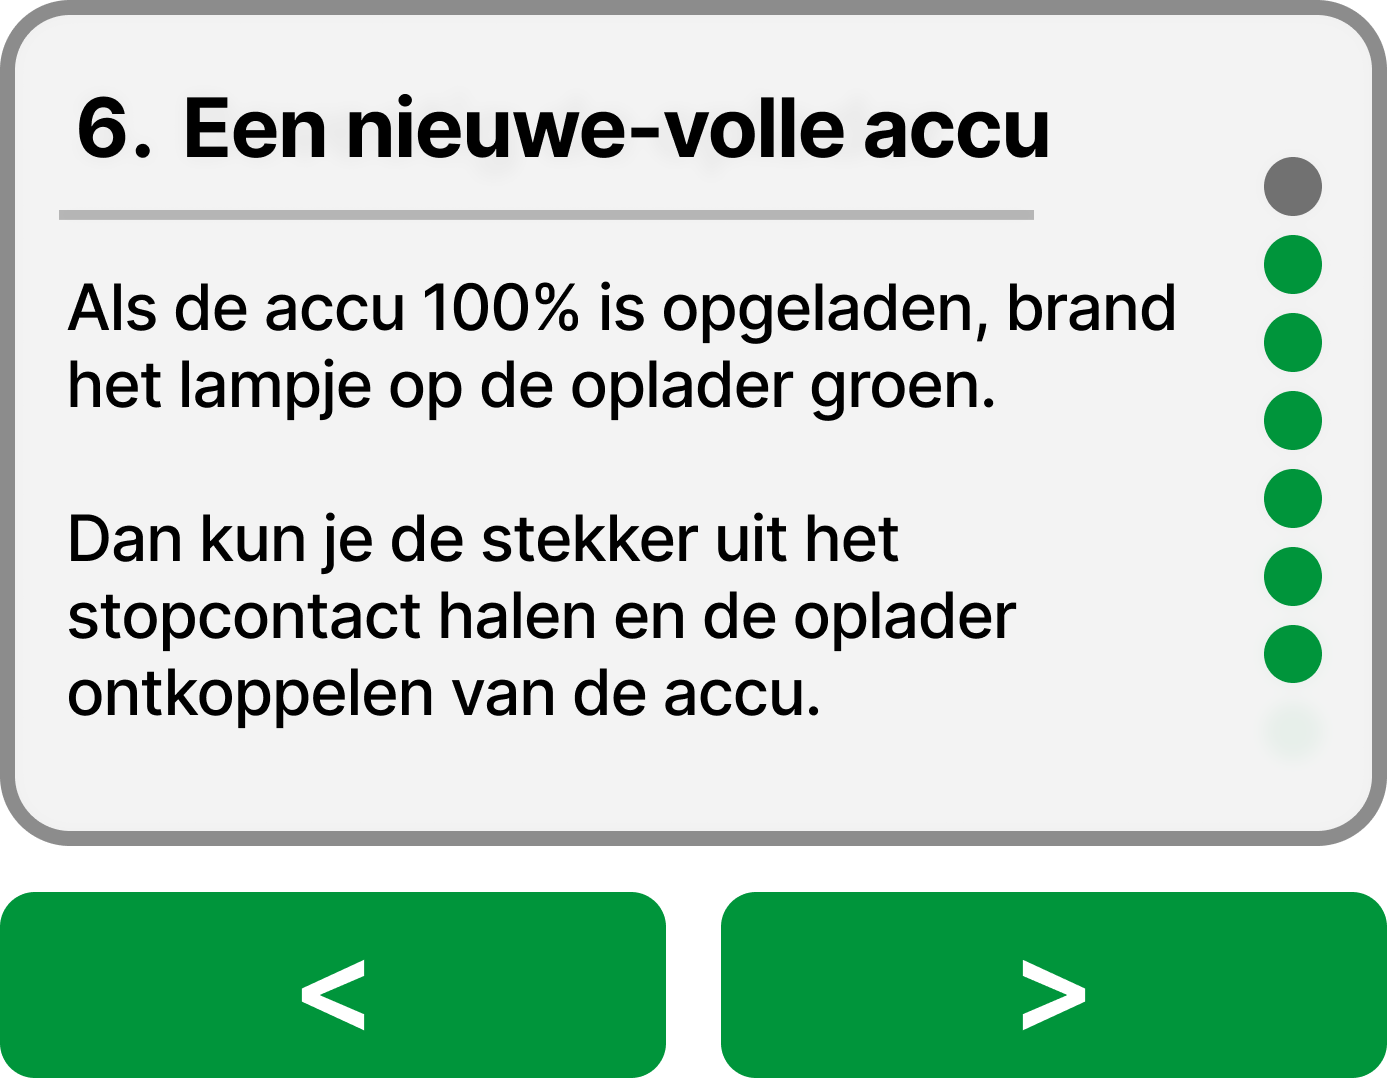 6. Een nieuwe-volle accu
Als de accu 100% is opgeladen, brand
het lampje op de oplader groen.
Dan kun je de stekker uit het
stopcontact halen en de oplader
ontkoppelen van de accu.
< >